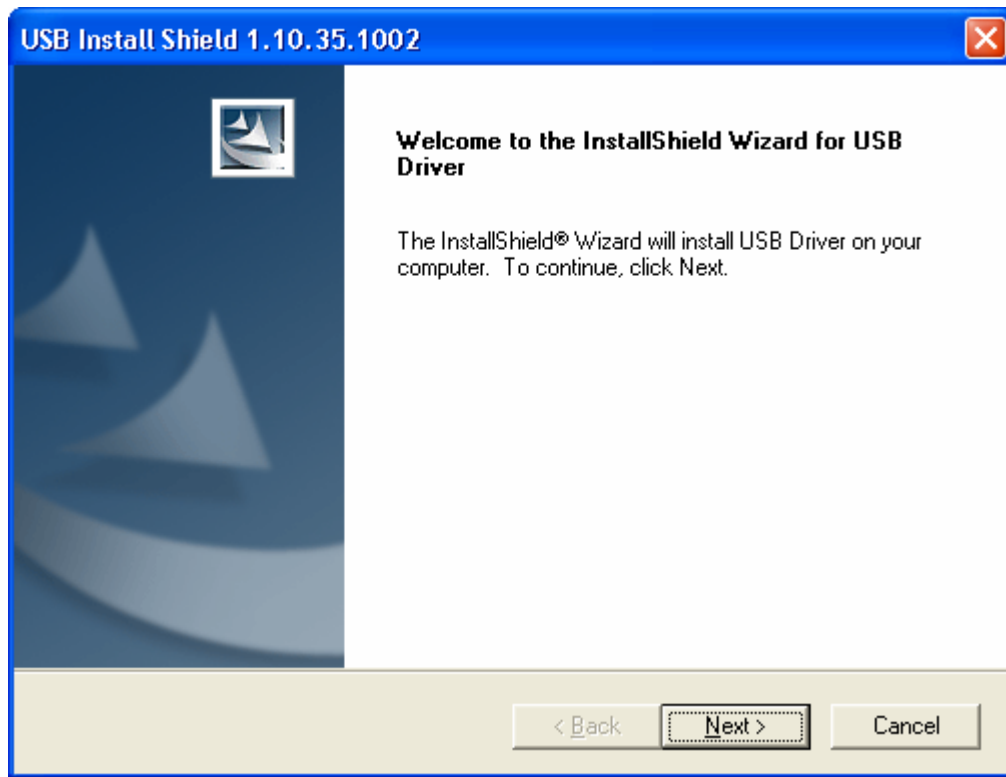 USB Install Shield 1.10.35.1002
Welcome to the InstallShield Wizard for USB
Driver
The InstallShield® Wizard will install USB Driver on your
computer.  To continue, click Next.
< Back
Next >
Cancel